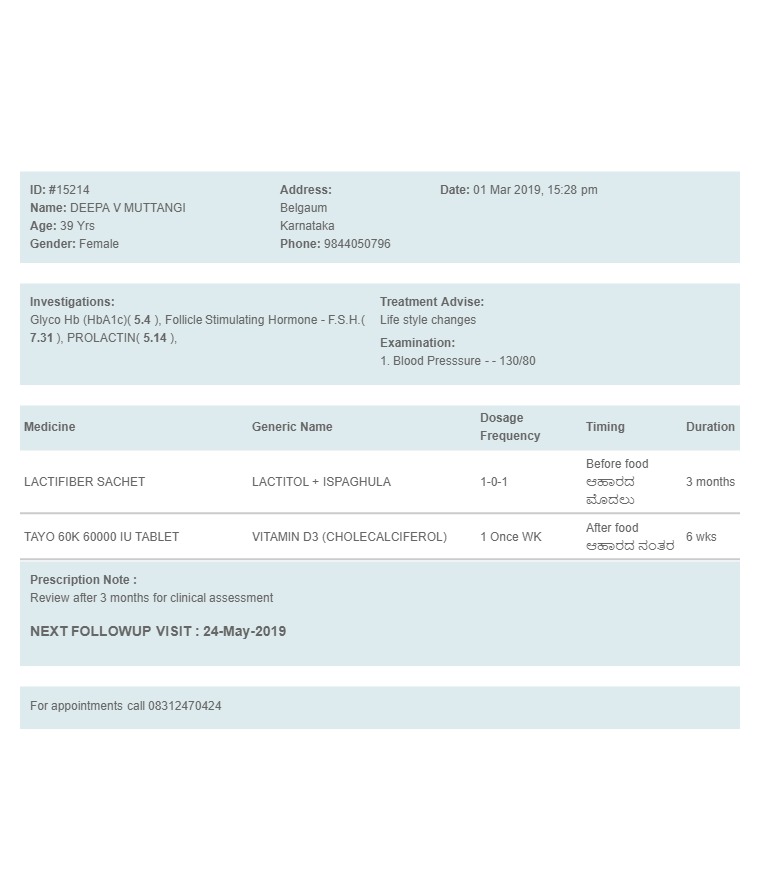 ID: #15214
Name: DEEPA V MUTTANGI
Age: 39 Yrs
Gender: Female
Address:
Belgaum
Karnataka
Phone: 9844050796
Date: 01 Mar 2019, 15:28 pm
Investigations:
Glyco Hb (HbA1c)( 5.4 ), Follicle Stimulating Hormone - F.S.H.(
7.31 ), PROLACTIN( 5.14 ),
Treatment Advise:
Life style changes
Examination:
1. Blood Presssure - - 130/80
Medicine Generic Name Dosage Frequency Timing Duration
LACTIFIBER SACHET LACTITOL + ISPAGHULA 1-0-1 Before food ಆಹಾರದ ಮೊದಲು 3 months
TAYO 60K 60000 IU TABLET VITAMIN D3 (CHOLECALCIFEROL) 1 Once WK After food ಆಹಾರದ ನಂತರ 6 wks
Prescription Note :
Review after 3 months for clinical assessment
NEXT FOLLOWUP VISIT : 24-May-2019
For appointments call 08312470424